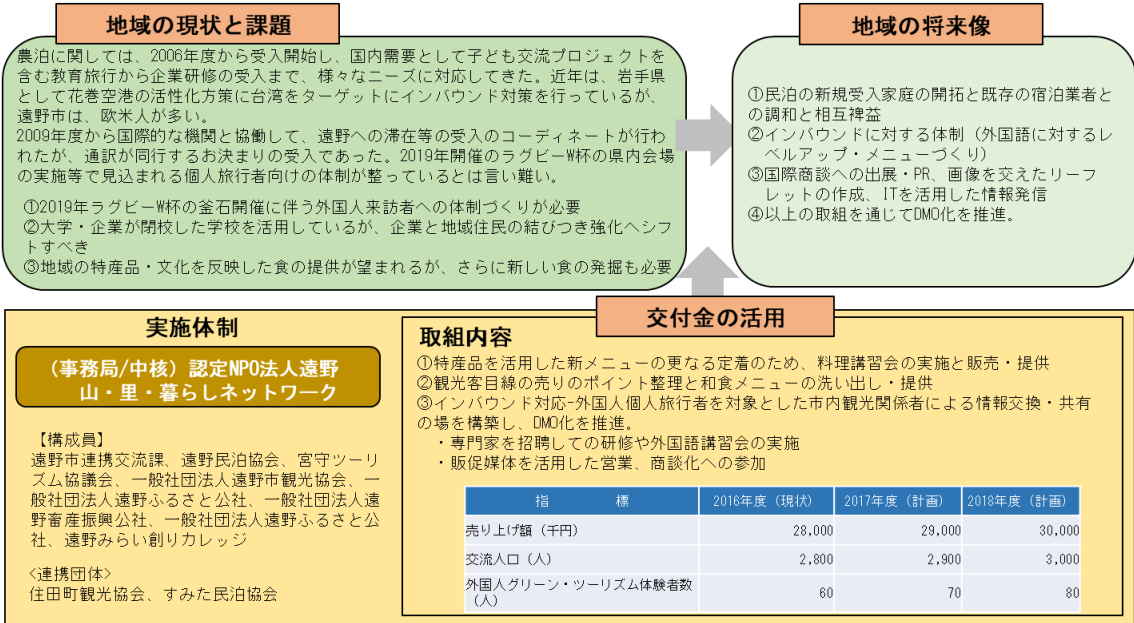 地域の現状と課題
農泊に関しては、2006年度から受入開始し、国内需要として子ども交流プロジェクトを
含む教育旅行から企業研修の受入まで、様々なニーズに対応してきた。近年は、岩手県
として花巻空港の活性化方策に台湾をターゲットにインバウンド対策を行っているが、
遠野市は、欧米人が多い。
2009年度から国際的な機関と協働して、遠野への滞在等の受入のコーディネートが行わ
れたが、通訳が同行するお決まりの受入であった。2019年開催のラグビーW杯の県内会場
の実施等で見込まれる個人旅行者向けの体制が整っているとは言い難い。
①2019年ラグビーW杯の釜石開催に伴う外国人来訪者への体制づくりが必要
②大学・企業が閉校した学校を活用しているが、企業と地域住民の結びつき強化へシフ
トすべき
③地域の特産品・文化を反映した食の提供が望まれるが、さらに新しい食の発掘も必要
地域の将来像
①民泊の新規受入家庭の開拓と既存の宿泊業者と
の調和と相互裨益
②インバウンドに対する体制（外国語に対するレ
ベルアップ・メニューづくり）
③国際商談への出展・PR、画像を交えたリーフ
レットの作成、ITを活用した情報発信
④以上の取組を通じてDMO化を推進。
交付金の活用
実施体制
（事務局/中核）認定NPO法人遠野
山・里・暮らしネットワーク
【構成員】
遠野市連携交流課、遠野民泊協会、宮守ツーリ
ズム協議会、一般社団法人遠野市観光協会、一
般社団法人遠野ふるさと公社、一般社団法人遠
野畜産振興公社、一般社団法人遠野ふるさと公
社、遠野みらい創りカレッジ
<連携団体>
住田町観光協会、すみた民泊協会
取組内容
①特産品を活用した新メニューの更なる定着のため、料理講習会の実施と販売・提供
②観光客目線の売りのポイント整理と和食メニューの洗い出し・提供
③インバウンド対応-外国人個人旅行者を対象とした市内観光関係者による情報交換・共有
の場を構築し、DMO化を推進。
・専門家を招聘しての研修や外国語講習会の実施
・販促媒体を活用した営業、商談化への参加
指 標 2016年度（現状） 2017年度（計画） 2018年度（計画）
売り上げ額（千円） 28,000 29,000 30,000
交流人口（人） 2,800 2,900 3,000
外国人グリーン・ツーリズム体験者数
（人） 60 70 80